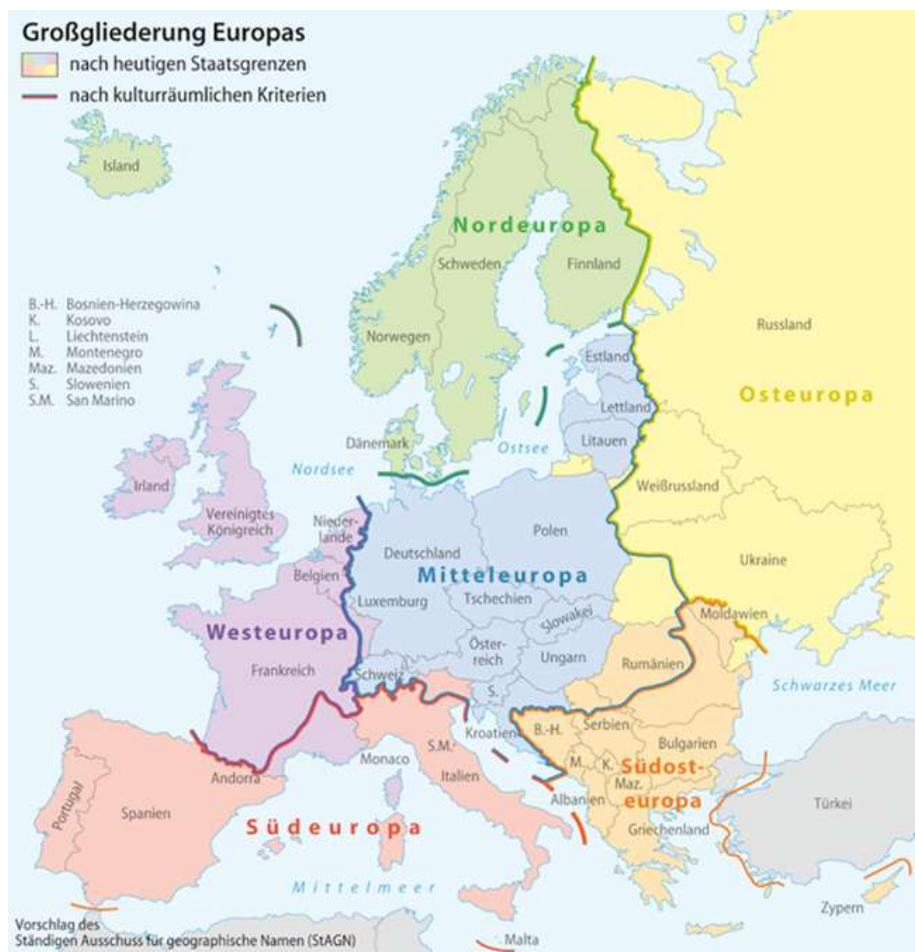 Großgliederung Europas
nach heutigen Staatsgrenzen
nach kulturräumlichen Kriterien
Island
Nordeuropa
Schweden
Finnland
B.-H. Bosnien-Herzegowina
K. Kosovo
L. Liechtenstein
M. Montenegro
Maz. Mazedonien
S. Slowenien
S.M. San Marino
Norwegen
Russland
Estland
Osteuropa
Lettland
Dänemark
Ostsee
Litauen
Nordsee
Irland
Weißrussland
Vereinigtes
Königreich
Nieder-
lande
Polen
Deutschland
Ukraine
Belgien
Mitteleuropa
Luxemburg
Tschechien
Slowakei
Moldawien
Westeuropa
Öster-
reich
Ungarn
Rumänien
Frankreich
Schweiz
S.
Schwarzes Meer
Kroatien
B.-H.
Serbien
S.M.
Bulgarien
Monaco
M.
K.
Andorra
Italien
Maz.
Südost-
europa
Portugal
Spanien
Albanien
Türkei
Südeuropa
Griechenland
Mittelmeer
Zypern
Vorschlag des
Ständigen Ausschuss für geographische Namen (StAGN)
Malta